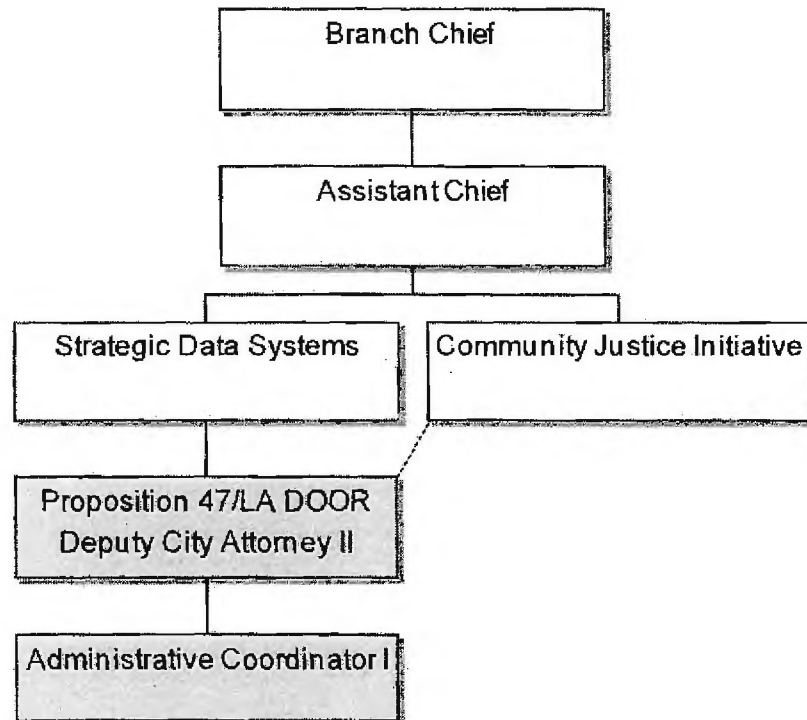 Branch Chief
Assistant Chief
Strategic Data Systems
Community Justice Initiative
Proposition 47/LA DOOR
Deputy City Attorney II
Administrative Coordinator I